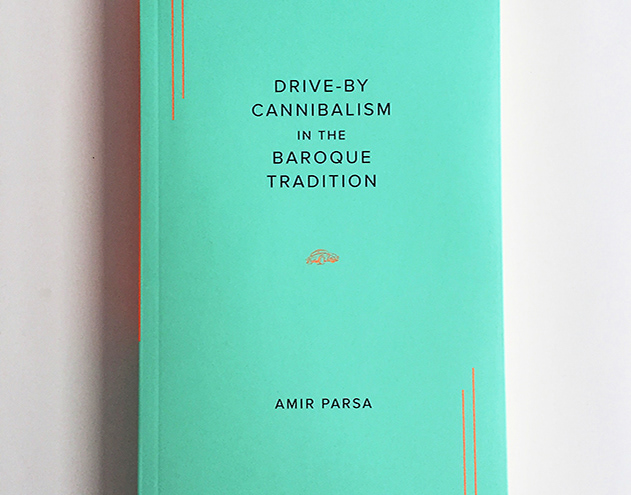 DRIVE-BY
CANNIBALISM
IN THE
BAROQUE
TRADITION
AMIR PARSA